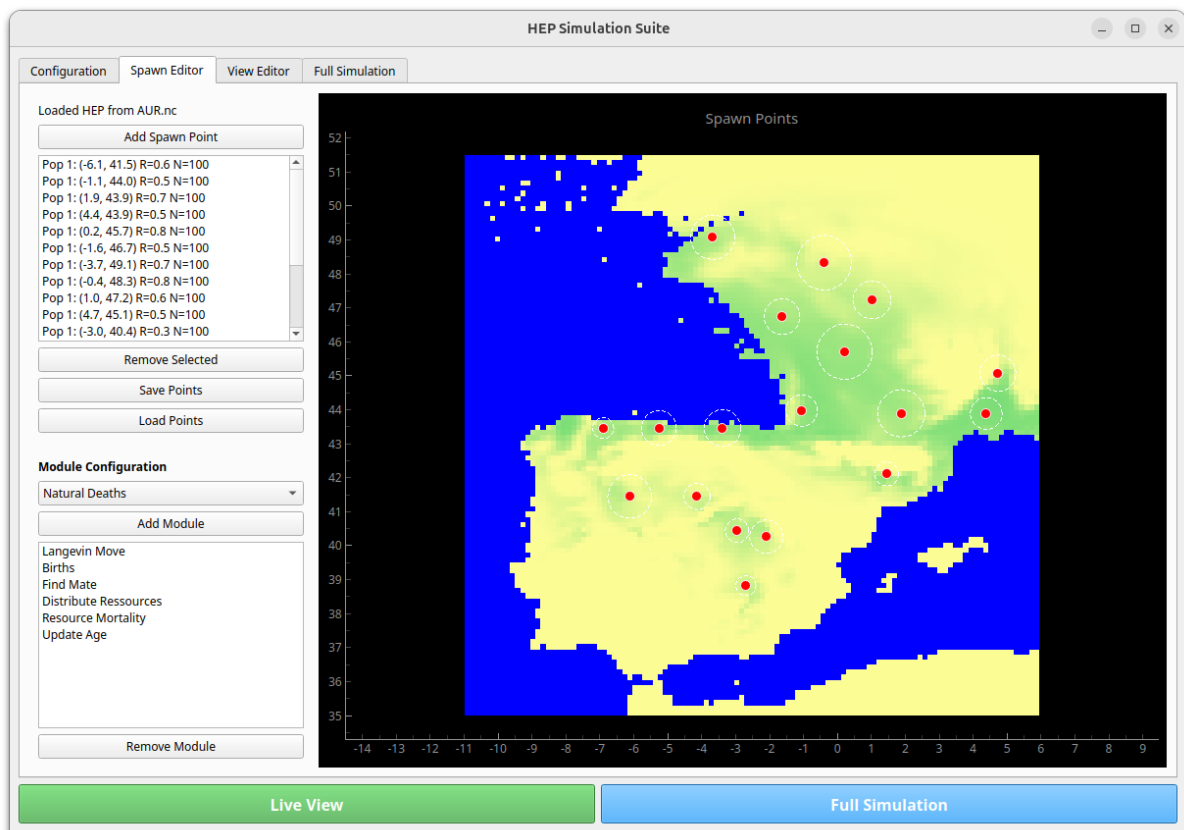 HEP Simulation Suite
Configuration
Spawn Editor
View Editor
Full Simulation
Loaded HEP from AUR.nc
Add Spawn Point
Pop 1: (-6.1, 41.5) R=0.6 N=100
Pop 1: (-1.1, 44.0) R=0.5 N=100
Pop 1: (1.9, 43.9) R=0.7 N=100
Pop 1: (4.4, 43.9) R=0.5 N=100
Pop 1: (0.2, 45.7) R=0.8 N=100
Pop 1: (-1.6, 46.7) R=0.5 N=100
Pop 1: (-3.7, 49.1) R=0.7 N=100
Pop 1: (-0.4, 48.3) R=0.8 N=100
Pop 1: (1.0, 47.2) R=0.6 N=100
Pop 1: (4.7, 45.1) R=0.5 N=100
Pop 1: (-3.0, 40.4) R=0.3 N=100
Remove Selected
Save Points
Load Points
Module Configuration
Natural Deaths
Add Module
Langevin Move
Births
Find Mate
Distribute Ressources
Resource Mortality
Update Age
Remove Module
Spawn Points
52
51
50
49
48
47
46
45
44
43
42
41
40
39
38
37
36
35
-14 -13 -12 -11 -10 -9 -8 -7 -6 -5 -4 -3 -2 -1 0 1 2 3 4 5 6 7 8 9
Live View
Full Simulation